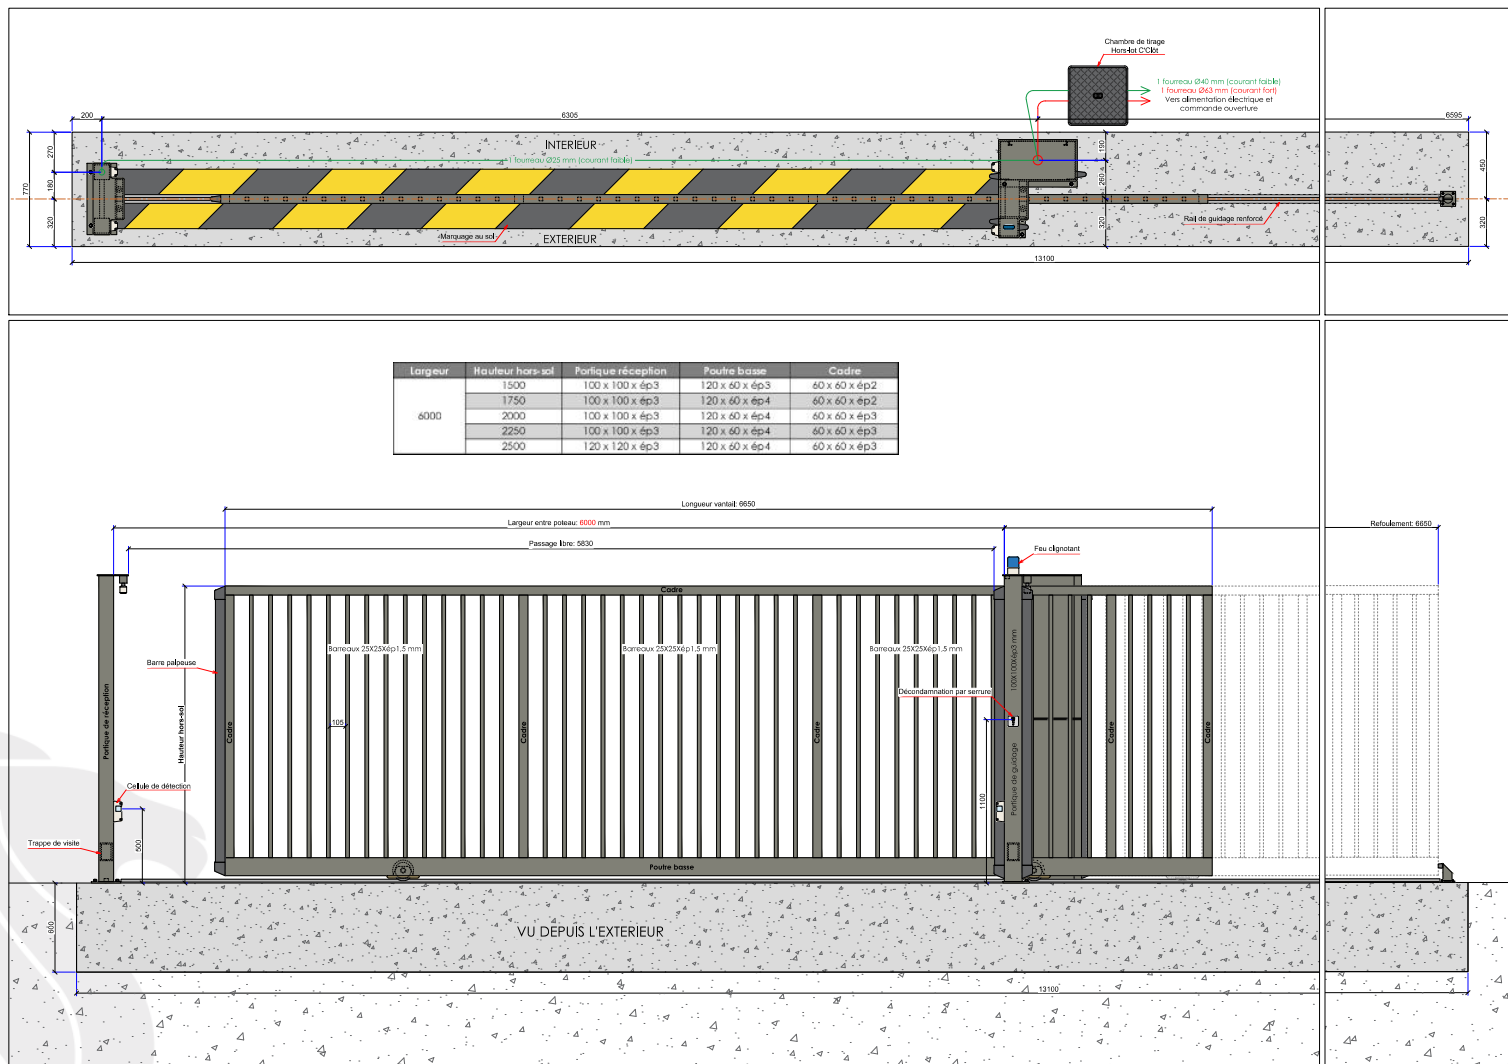 Chambre de tirage
Hors-lot C'Clôt
1 fourreau Ø40 mm (courant faible)
1 fourreau Ø63 mm (courant fort)
Vers alimentation électrique et
commande ouverture
200
6305
6595
INTERIEUR
1 fourreau Ø25 mm (courant faible)
270
180
770
320
190
260
320
450
320
Rail de guidage renforcé
Marquage au sol
EXTERIEUR
13100
Largeur Hauteur hors-sol Portique réception Poutre basse Cadre
6000
1500 100 x 100 x ép3 120 x 60 x ép3 60 x 60 x ép2
1750 100 x 100 x ép3 120 x 60 x ép4 60 x 60 x ép2
2000 100 x 100 x ép3 120 x 60 x ép4 60 x 60 x ép3
2250 100 x 100 x ép3 120 x 60 x ép4 60 x 60 x ép3
2500 120 x 120 x ép3 120 x 60 x ép4 60 x 60 x ép3
Longueur vantail: 6650
Largeur entre poteau: 6000 mm
Refoulement: 6650
Passage libre: 5830
Feu clignotant
Cadre
Barreaux 25X25Xép1,5 mm
Barreaux 25X25Xép1,5 mm
Barreaux 25X25Xép1,5 mm
Barre palpeuse
100X100Xép3 mm
Décondamnation par serrure
Portique de réception
Hauteur hors-sol
105
Cadre
Cadre
Cadre
Cadre
Cadre
Portique de guidage
Cellule de détection
1100
500
Trappe de visite
Poutre basse
600
VU DEPUIS L'EXTERIEUR
13100